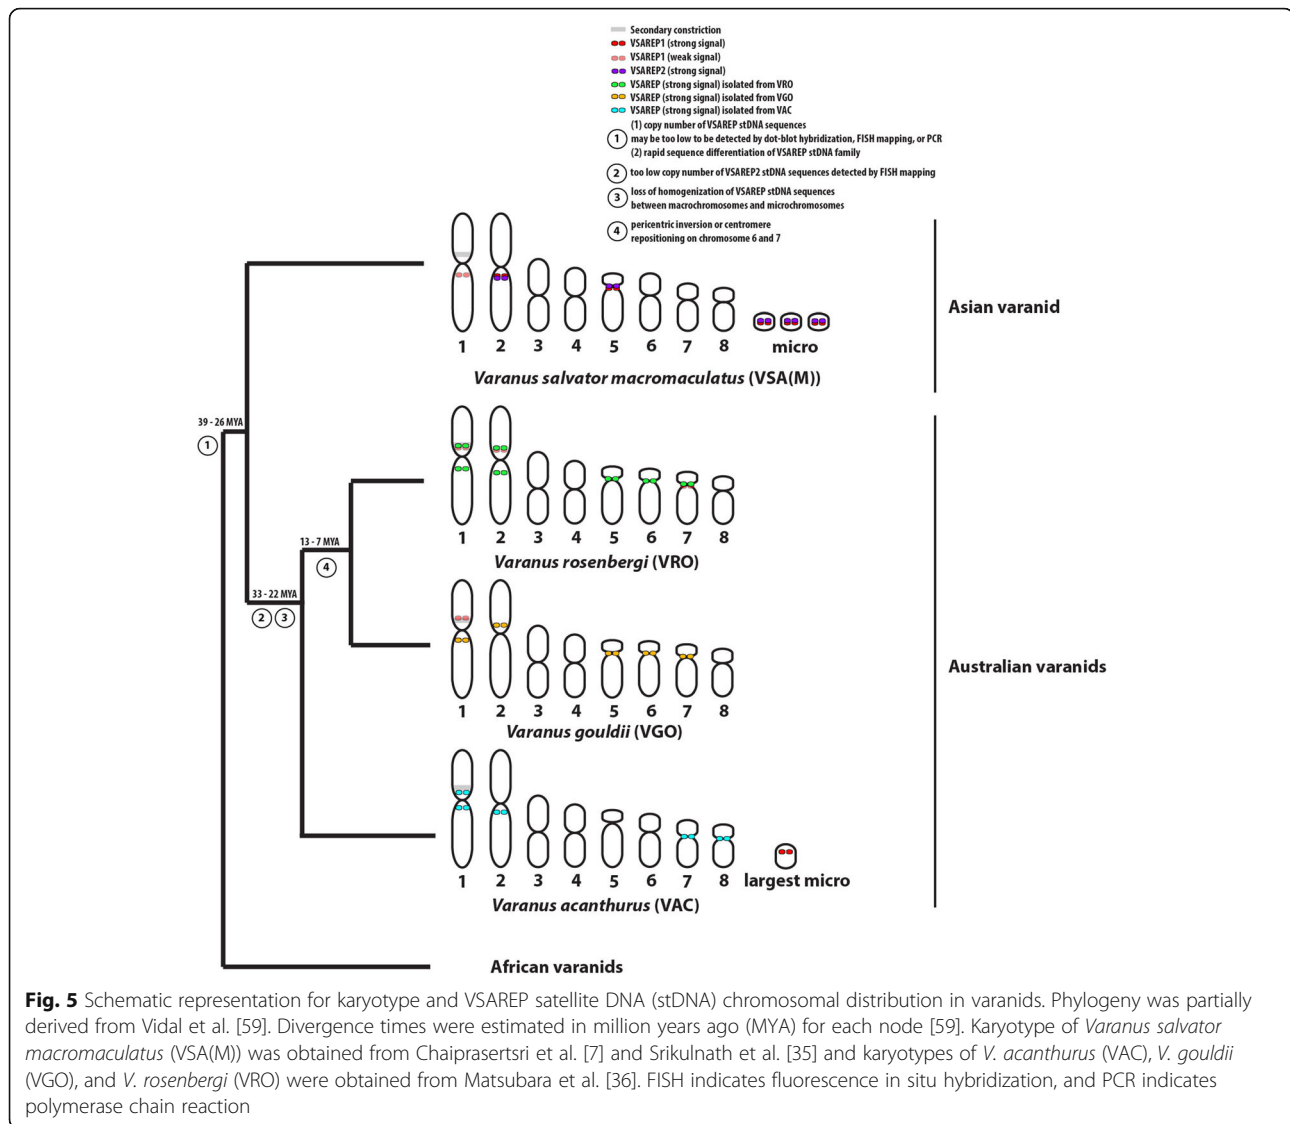 Secondary constriction
VSAREP1 (strong signal)
VSAREP1 (weak signal)
VSAREP2 (strong signal)
VSAREP (strong signal) isolated from VRO
VSAREP (strong signal) isolated from VGO
VSAREP (strong signal) isolated from VAC
(1) copy number of VSAREP stDNA sequences
1 may be too low to be detected by dot-blot hybridization, FISH mapping, or PCR
(2) rapid sequence differentiation of VSAREP stDNA family
2 too low copy number of VSAREP2 stDNA sequences detected by FISH mapping
3 loss of homogenization of VSAREP stDNA sequences
between macrochromosomes and microchromosomes
4 pericentric inversion or centromere
repositioning on chromosome 6 and 7
Asian varanid
1 2 3 4 5 6 7 8 micro
Varanus salvator macromaculatus (VSA(M))
39 - 26 MYA
1
1 2 3 4 5 6 7 8
Varanus rosenbergi (VRO)
13 - 7 MYA
4
33 - 22 MYA
2 3
Australian varanids
1 2 3 4 5 6 7 8
Varanus gouldii (VGO)
1 2 3 4 5 6 7 8 largest micro
Varanus acanthurus (VAC)
African varanids
Fig. 5 Schematic representation for karyotype and VSAREP satellite DNA (stDNA) chromosomal distribution in varanids. Phylogeny was partially
derived from Vidal et al. [59]. Divergence times were estimated in million years ago (MYA) for each node [59]. Karyotype of Varanus salvator
macromaculatus (VSA(M)) was obtained from Chaiprasertsri et al. [7] and Srikulnath et al. [35] and karyotypes of V. acanthurus (VAC), V. gouldii
(VGO), and V. rosenbergi (VRO) were obtained from Matsubara et al. [36]. FISH indicates fluorescence in situ hybridization, and PCR indicates
polymerase chain reaction